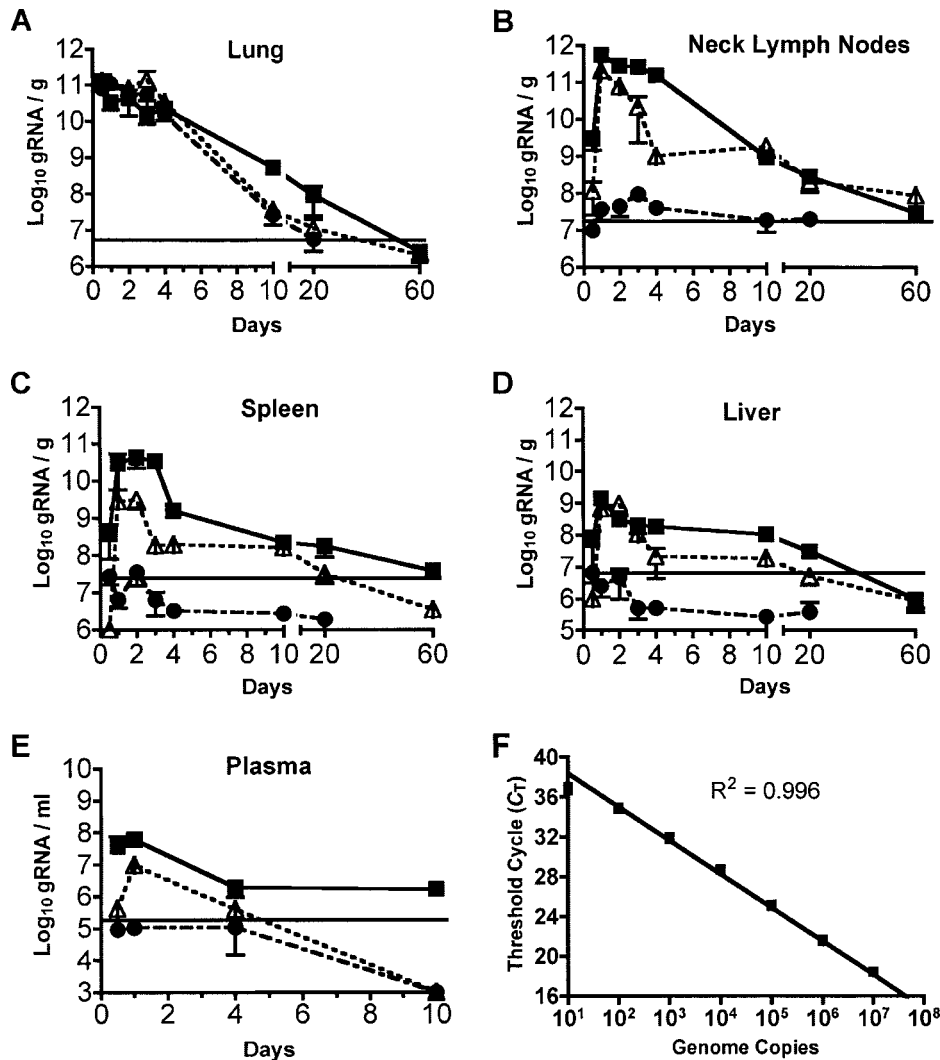 A
Lung
Log10 gRNA / g
12
11
10
9
8
7
6
0 2 4 6 8 10 20 60
Days
B
Neck Lymph Nodes
Log10 gRNA / g
12
11
10
9
8
7
6
0 2 4 6 8 10 20 60
Days
C
Spleen
Log10 gRNA / g
12
11
10
9
8
7
6
0 2 4 6 8 10 20 60
Days
D
Liver
Log10 gRNA / g
12
11
10
9
8
7
6
5
0 2 4 6 8 10 20 60
Days
E
Plasma
Log10 gRNA / ml
10
9
8
7
6
5
4
3
0 2 4 6 8 10
Days
F
R² = 0.996
Threshold Cycle (CT)
40
36
32
28
24
20
16
10¹ 10² 10³ 10⁴ 10⁵ 10⁶ 10⁷ 10⁸
Genome Copies